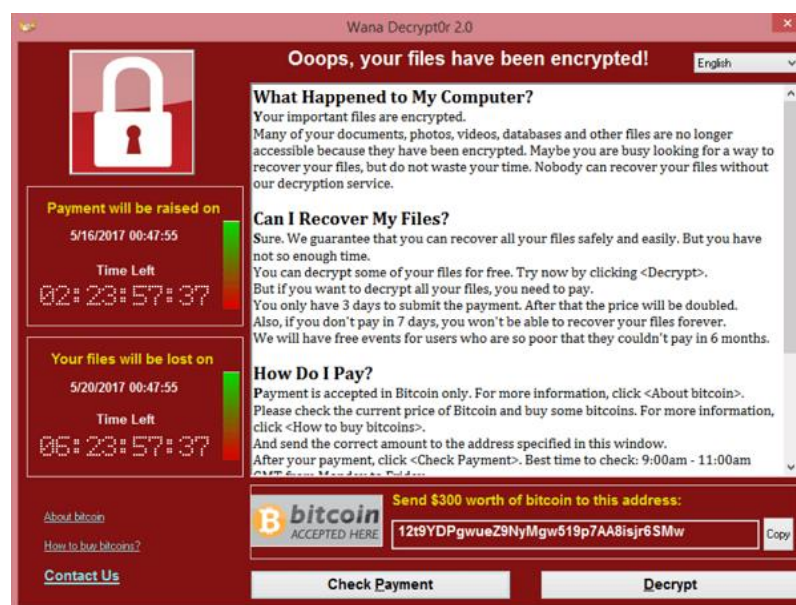 Wana Decrypt0r 2.0
Ooops, your files have been encrypted!
English
What Happened to My Computer?
Your important files are encrypted.
Many of your documents, photos, videos, databases and other files are no longer
accessible because they have been encrypted. Maybe you are busy looking for a way to
recover your files, but do not waste your time. Nobody can recover your files without
our decryption service.
Can I Recover My Files?
Sure. We guarantee that you can recover all your files safely and easily. But you have
not so enough time.
You can decrypt some of your files for free. Try now by clicking <Decrypt>.
But if you want to decrypt all your files, you need to pay.
You only have 3 days to submit the payment. After that the price will be doubled.
Also, if you don't pay in 7 days, you won't be able to recover your files forever.
We will have free events for users who are so poor that they couldn't pay in 6 months.
How Do I Pay?
Payment is accepted in Bitcoin only. For more information, click <About bitcoin>.
Please check the current price of Bitcoin and buy some bitcoins. For more information,
click <How to buy bitcoins>.
And send the correct amount to the address specified in this window.
After your payment, click <Check Payment>. Best time to check: 9:00am - 11:00am
GMT from Monday to Friday
Payment will be raised on
5/16/2017 00:47:55
Time Left
02:23:57:37
Your files will be lost on
5/20/2017 00:47:55
Time Left
06:23:57:37
About bitcoin
How to buy bitcoins?
Contact Us
bitcoin
ACCEPTED HERE
Send $300 worth of bitcoin to this address:
12t9YDPgwueZ9NyMgw519p7AA8isjr6SMw
Copy
Check Payment
Decrypt